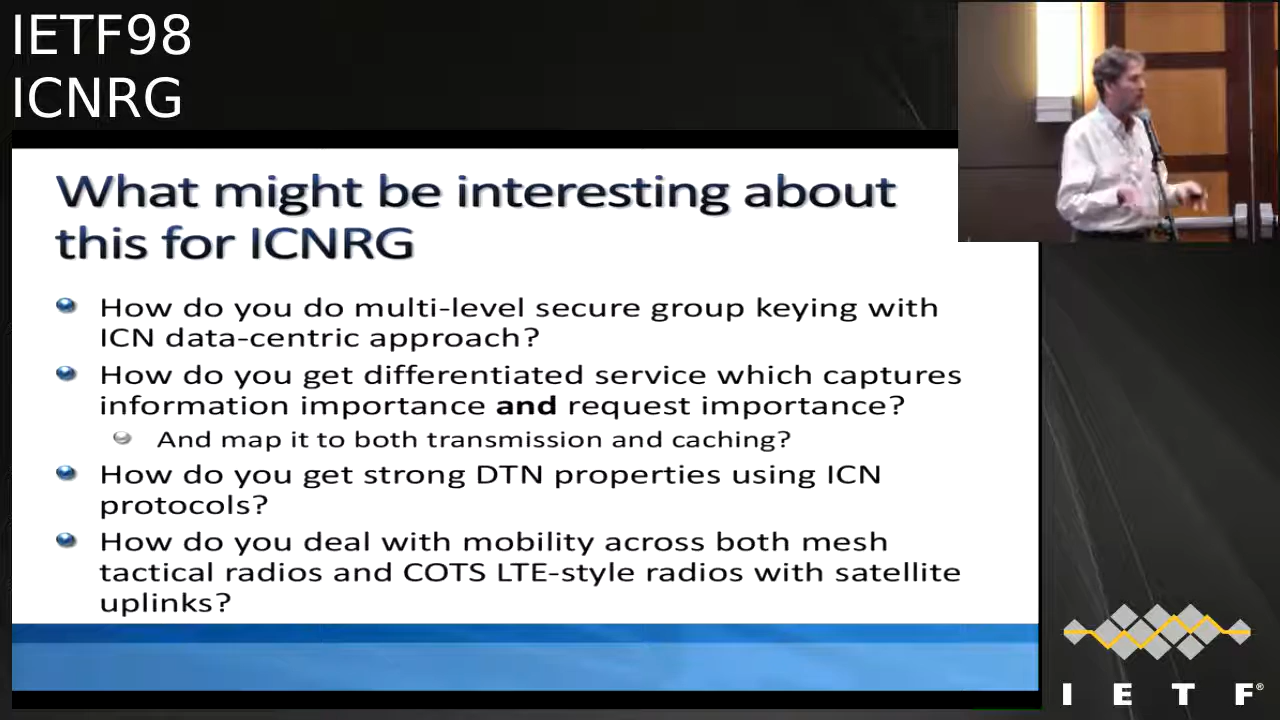 IETF98
ICNRG
What might be interesting about
this for ICNRG
How do you do multi-level secure group keying with
ICN data-centric approach?
How do you get differentiated service which captures
information importance and request importance?
And map it to both transmission and caching?
How do you get strong DTN properties using ICN
protocols?
How do you deal with mobility across both mesh
tactical radios and COTS LTE-style radios with satellite
uplinks?
I E T F®